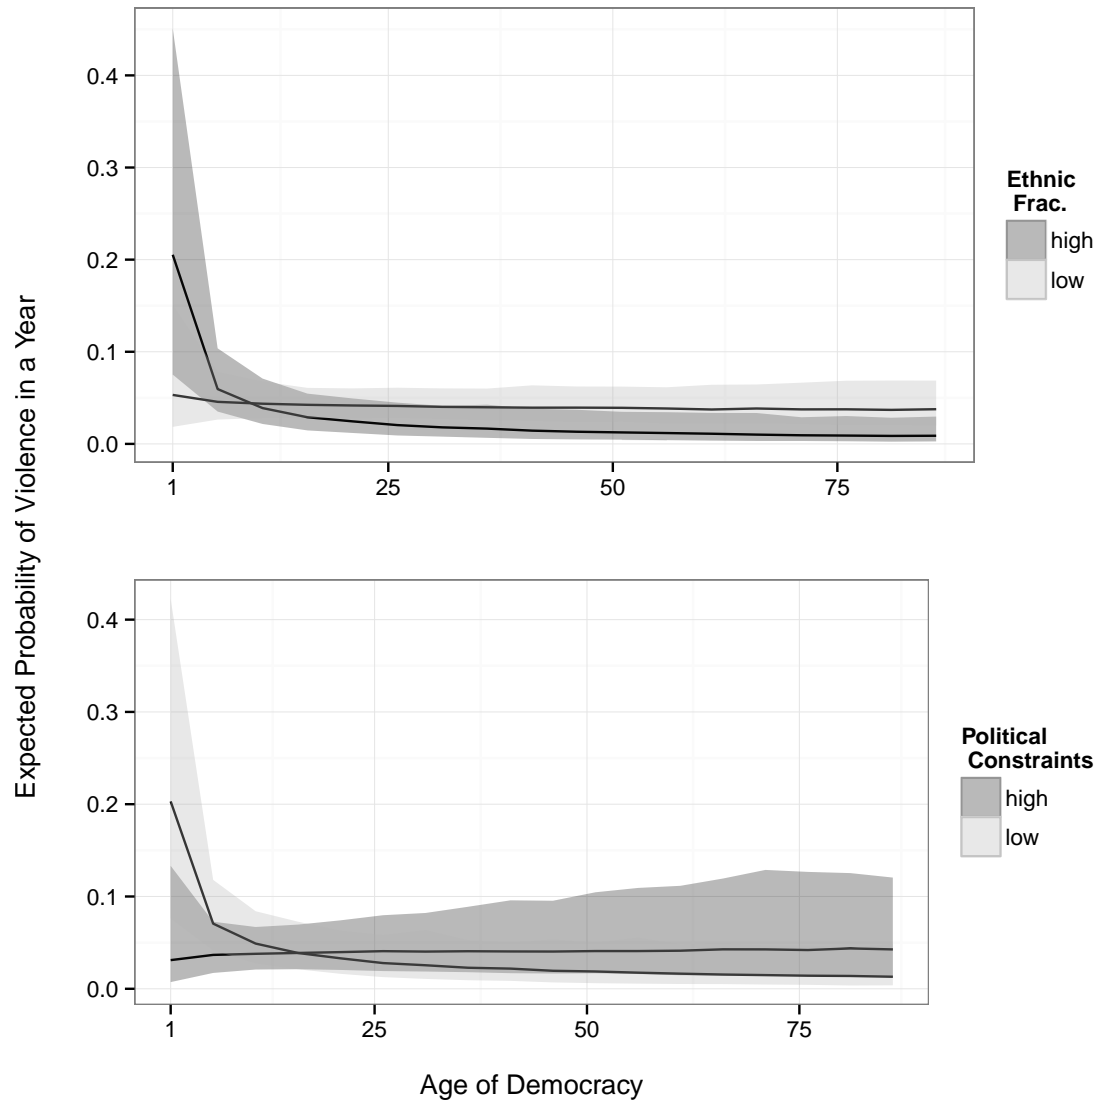 Expected Probability of Violence in a Year
0.4
0.3
0.2
0.1
0.0
1 25 50 75
Ethnic
Frac.
high
low
0.4
0.3
0.2
0.1
0.0
1 25 50 75
Political
Constraints
high
low
Age of Democracy